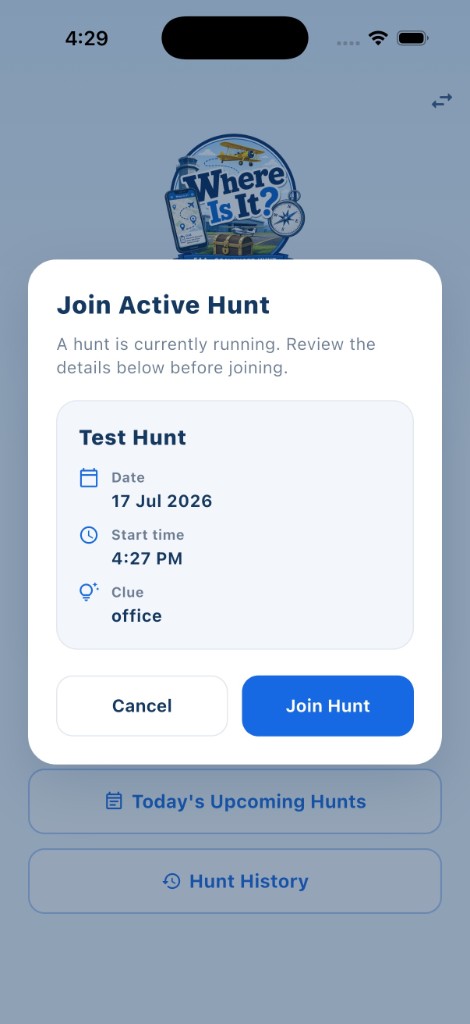 4:29
Where
Is It?
Join Active Hunt
A hunt is currently running. Review the
details below before joining.
Test Hunt
Date
17 Jul 2026
Start time
4:27 PM
Clue
office
Cancel
Join Hunt
Today's Upcoming Hunts
Hunt History